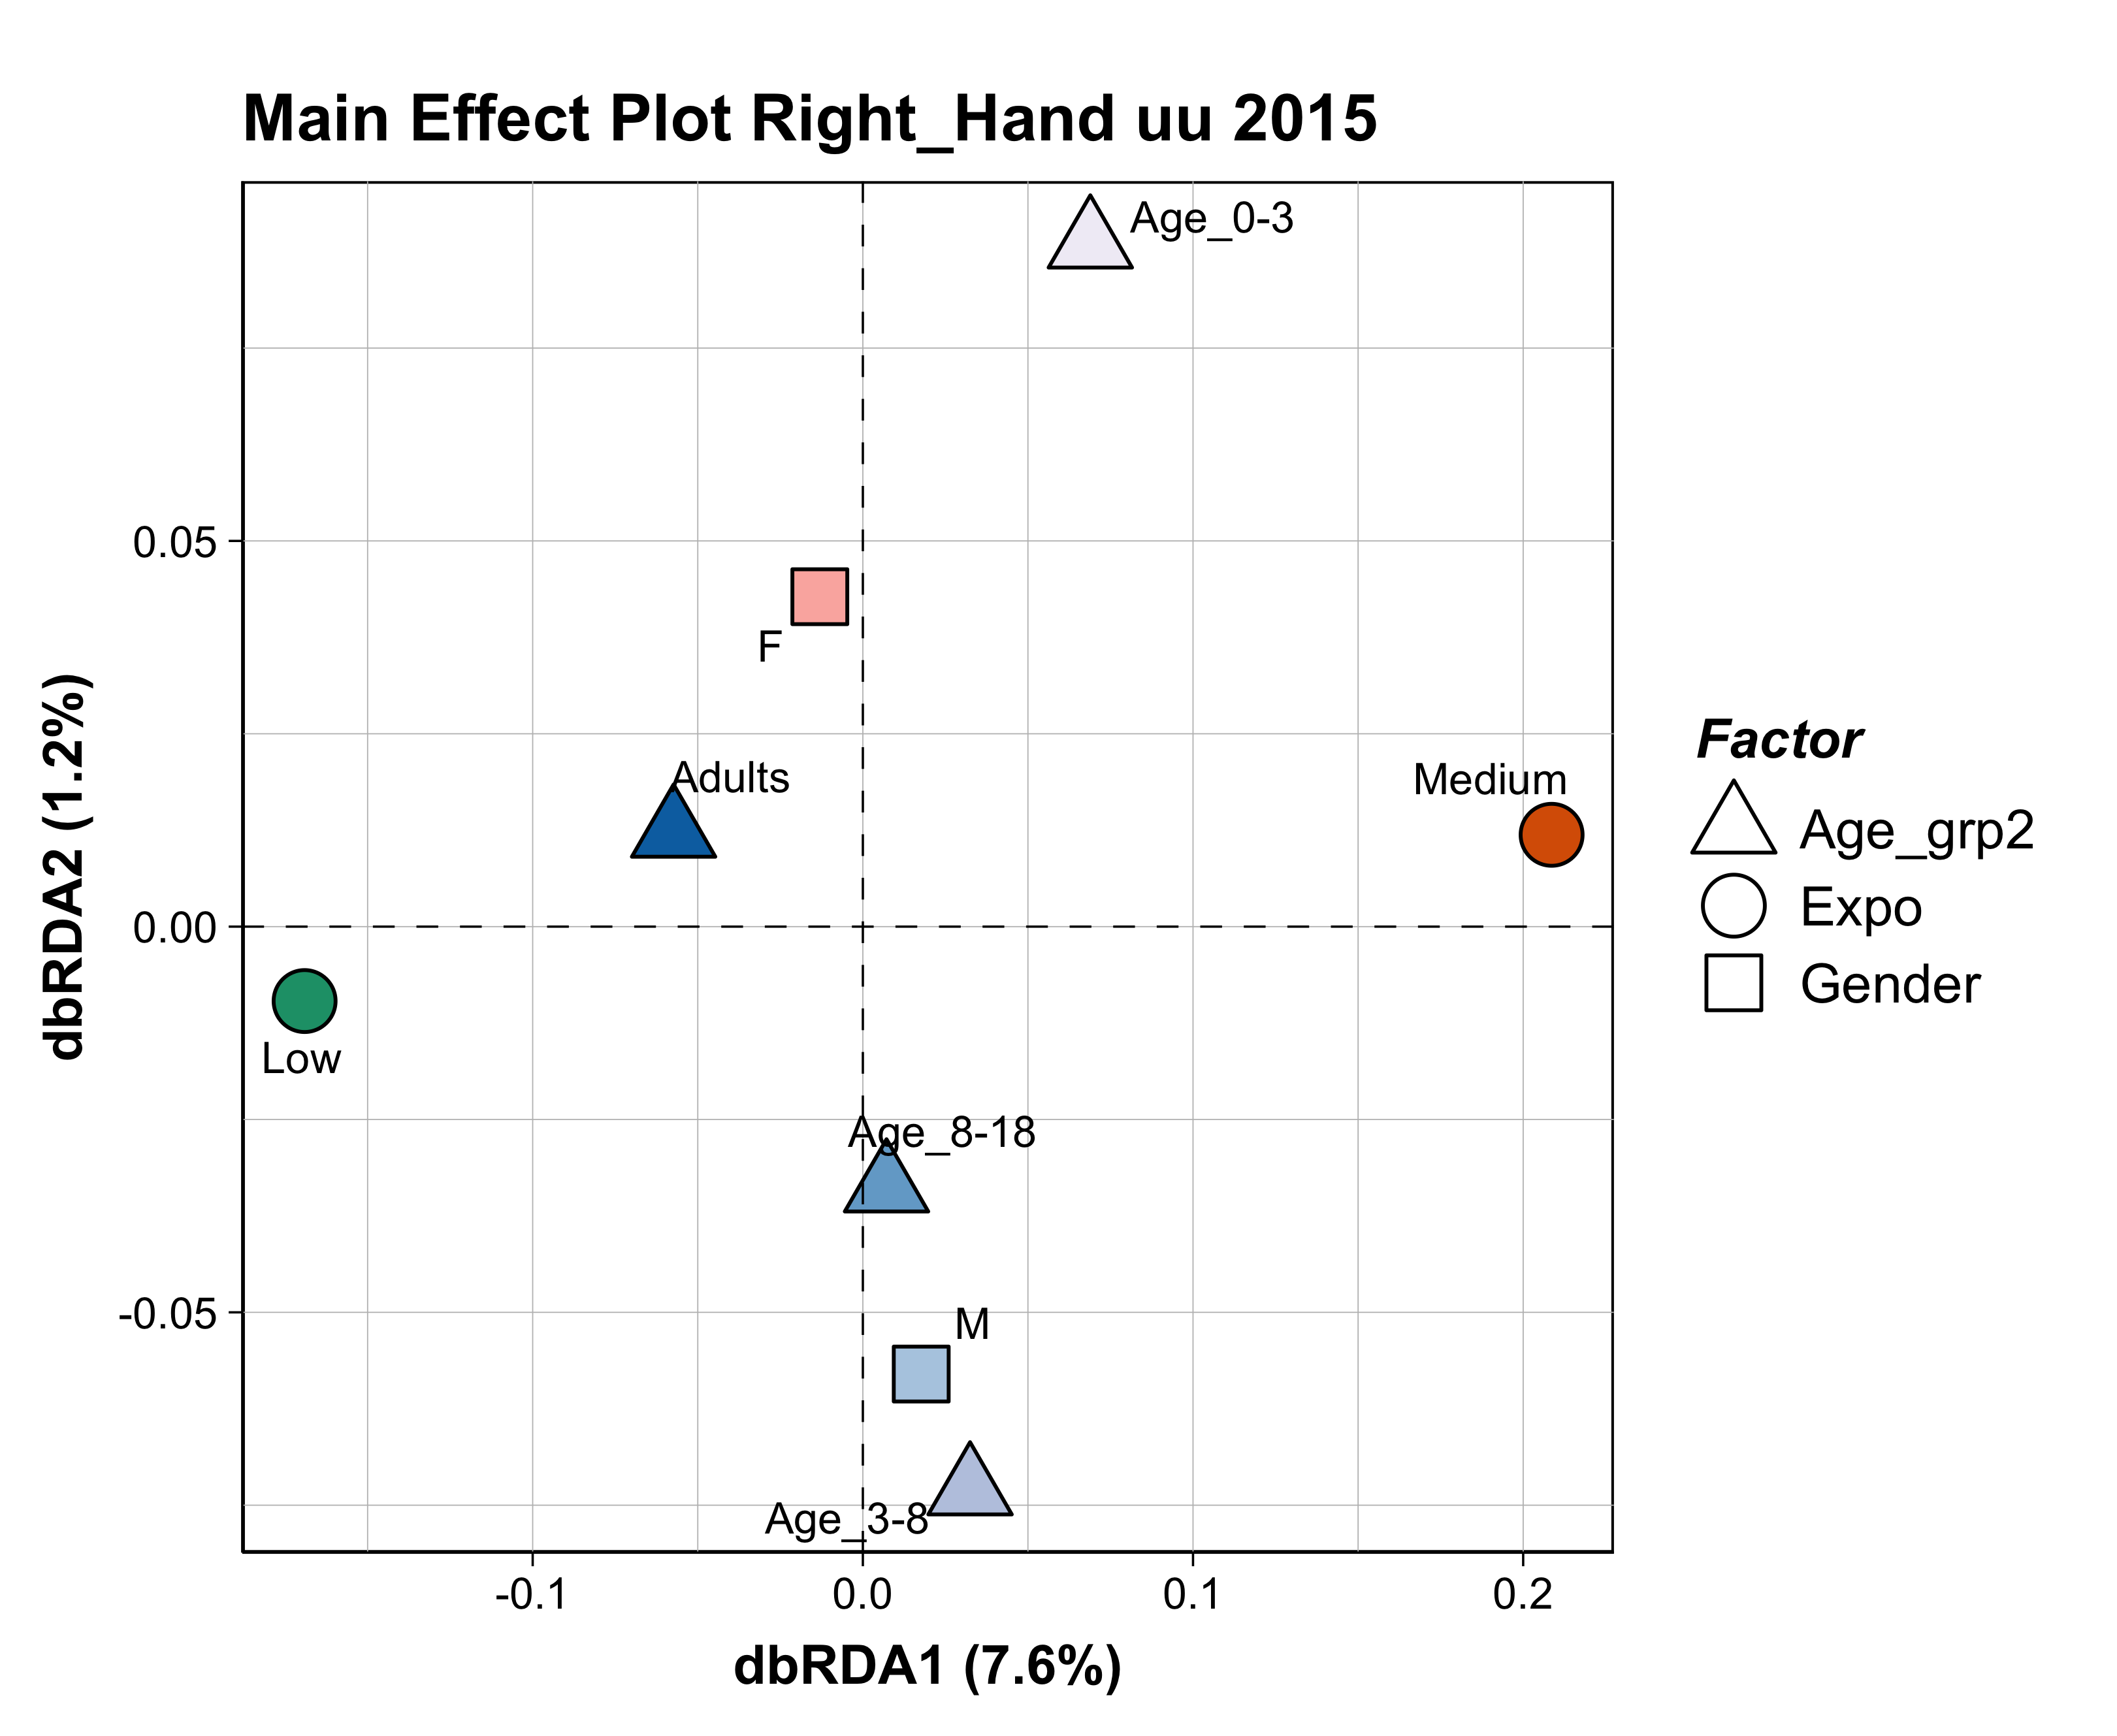 Main Effect Plot Right_Hand uu 2015
Age_0-3
0.05
F
Adults
Medium
0.00
Low
Age_8-18
-0.05
M
Age_3-8
-0.1
0.0
0.1
0.2
dbRDA1 (7.6%)
dbRDA2 (1.2%)
Factor
Age_grp2
Expo
Gender